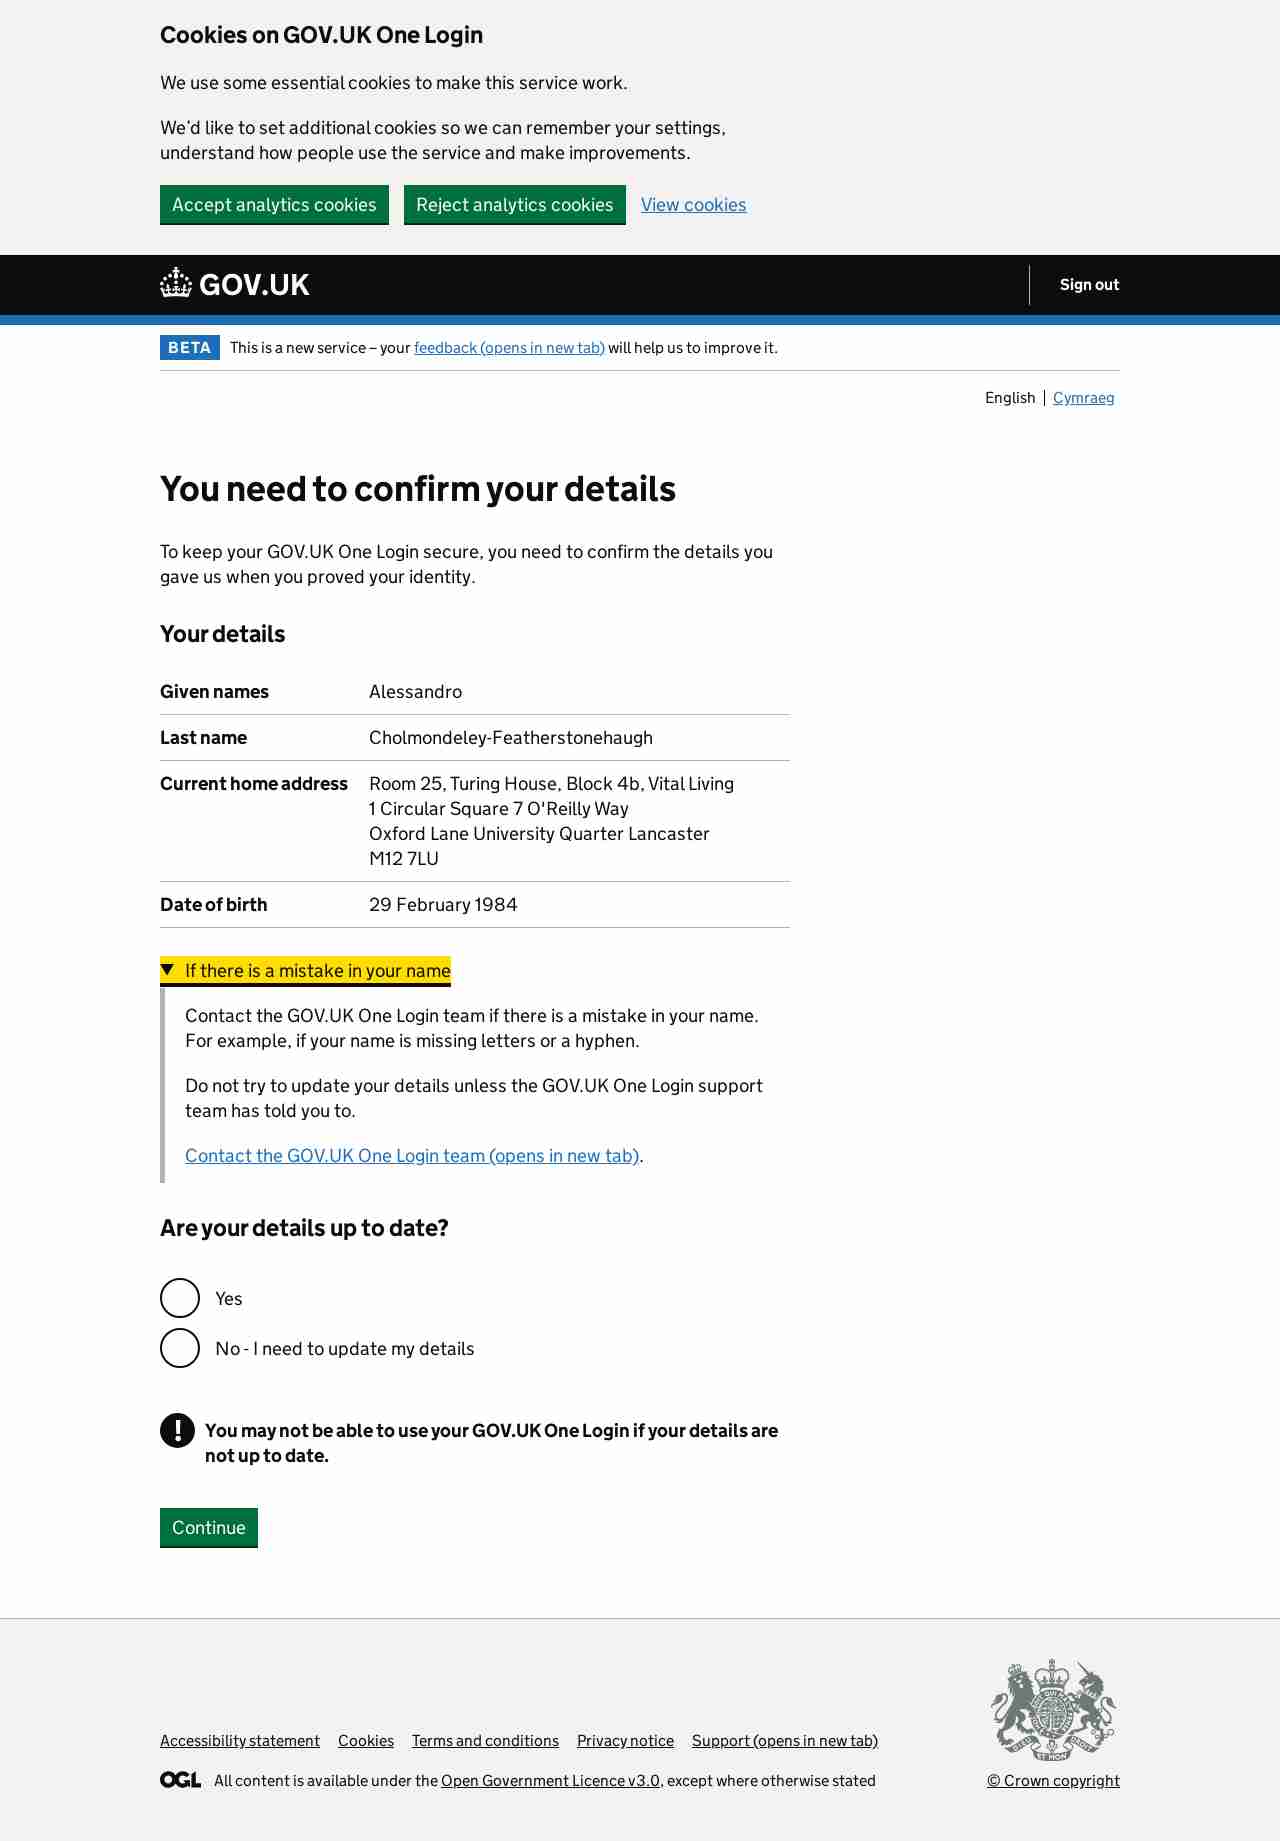 Cookies on GOV.UK One Login
We use some essential cookies to make this service work.
We'd like to set additional cookies so we can remember your settings,
understand how people use the service and make improvements.
Accept analytics cookies Reject analytics cookies View cookies
GOV.UK Sign out
BETA This is a new service – your feedback (opens in new tab) will help us to improve it.
English Cymraeg
You need to confirm your details
To keep your GOV.UK One Login secure, you need to confirm the details you
gave us when you proved your identity.
Your details
Given names Alessandro
Last name Cholmondeley-Featherstonehaugh
Current home address Room 25, Turing House, Block 4b, Vital Living
1 Circular Square 7 O'Reilly Way
Oxford Lane University Quarter Lancaster
M12 7LU
Date of birth 29 February 1984
If there is a mistake in your name
Contact the GOV.UK One Login team if there is a mistake in your name.
For example, if your name is missing letters or a hyphen.
Do not try to update your details unless the GOV.UK One Login support
team has told you to.
Contact the GOV.UK One Login team (opens in new tab).
Are your details up to date?
Yes
No - I need to update my details
! You may not be able to use your GOV.UK One Login if your details are
not up to date.
Continue
Accessibility statement Cookies Terms and conditions Privacy notice Support (opens in new tab)
OGL All content is available under the Open Government Licence v3.0, except where otherwise stated
© Crown copyright